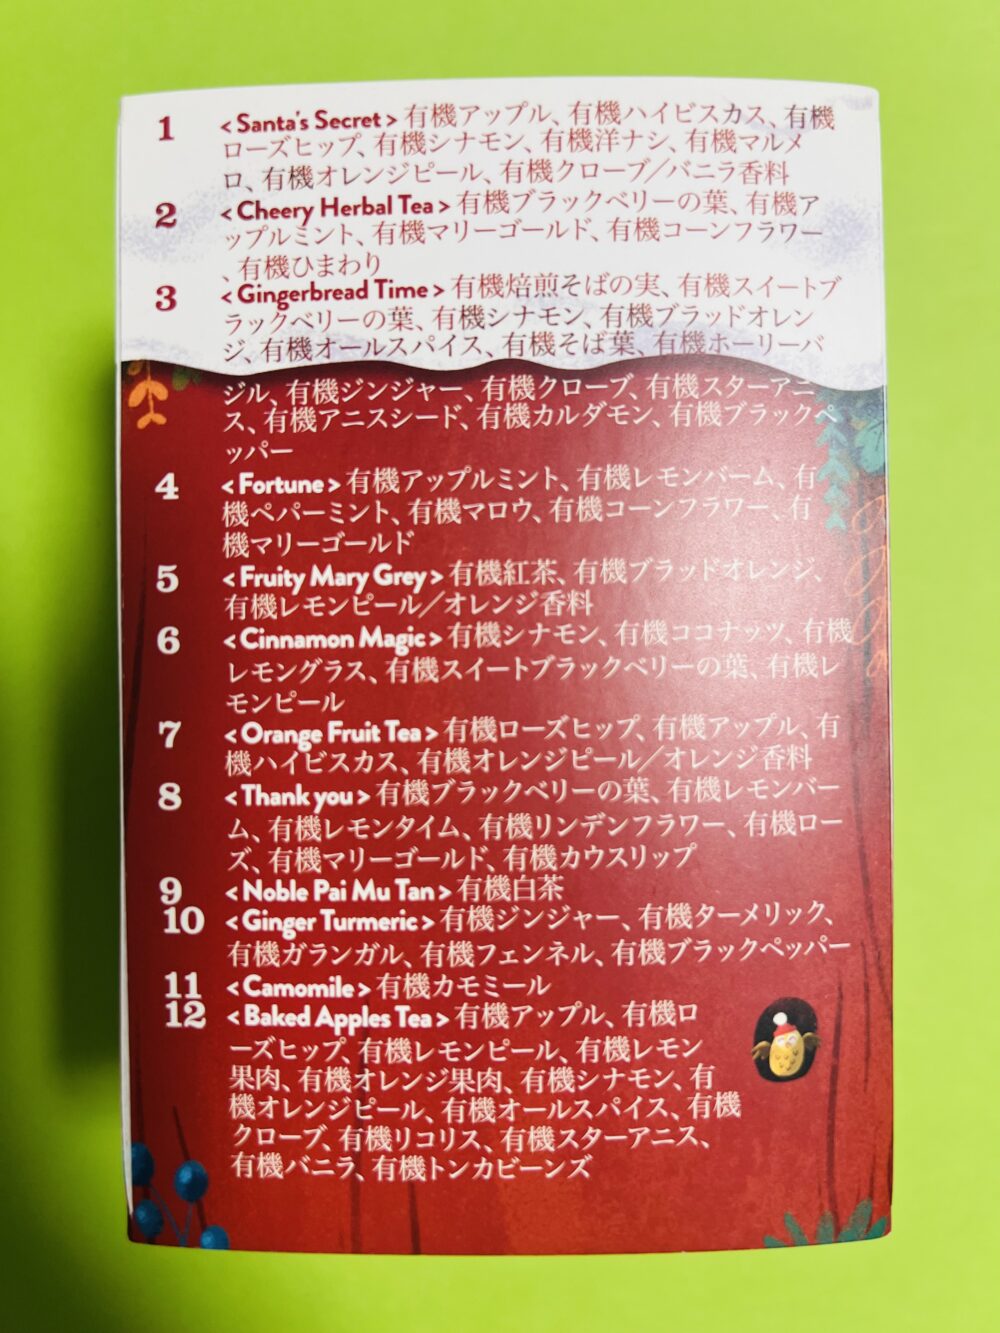 1 <Santa's Secret> 有機アップル、有機ハイビスカス、有機
ローズヒップ、有機シナモン、有機洋ナシ、有機マルメ
ロ、有機オレンジピール、有機クローブ／バニラ香料
2 <Cheery Herbal Tea> 有機ブラックベリーの葉、有機ア
ップルミント、有機マリーゴールド、有機コーンフラワー
、有機ひまわり
3 <Gingerbread Time> 有機焙煎そばの実、有機スイートブ
ラックベリーの葉、有機シナモン、有機ブラッドオレン
ジ、有機オールスパイス、有機そば葉、有機ホーリーバ
ジル、有機ジンジャー、有機クローブ、有機スターアニ
ス、有機アニスシード、有機カルダモン、有機ブラックペ
ッパー
4 <Fortune> 有機アップルミント、有機レモンバーム、有
機ペパーミント、有機マロウ、有機コーンフラワー、有
機マリーゴールド
5 <Fruity Mary Grey> 有機紅茶、有機ブラッドオレンジ、
有機レモンピール／オレンジ香料
6 <Cinnamon Magic> 有機シナモン、有機ココナッツ、有機
レモングラス、有機スイートブラックベリーの葉、有機レ
モンピール
7 <Orange Fruit Tea> 有機ローズヒップ、有機アップル、有
機ハイビスカス、有機オレンジピール／オレンジ香料
8 <Thank you> 有機ブラックベリーの葉、有機レモンバー
ム、有機レモンタイム、有機リンデンフラワー、有機ロー
ズ、有機マリーゴールド、有機カウスリップ
9 <Noble Pai Mu Tan> 有機白茶
10 <Ginger Turmeric> 有機ジンジャー、有機ターメリック、
有機ガランガル、有機フェンネル、有機ブラックペッパー
11 <Camomile> 有機カモミール
12 <Baked Apples Tea> 有機アップル、有機ロ
ーズヒップ、有機レモンピール、有機レモン
果肉、有機オレンジ果肉、有機シナモン、有
機オレンジピール、有機オールスパイス、有機
クローブ、有機リコリス、有機スターアニス、
有機バニラ、有機トンカビーンズ